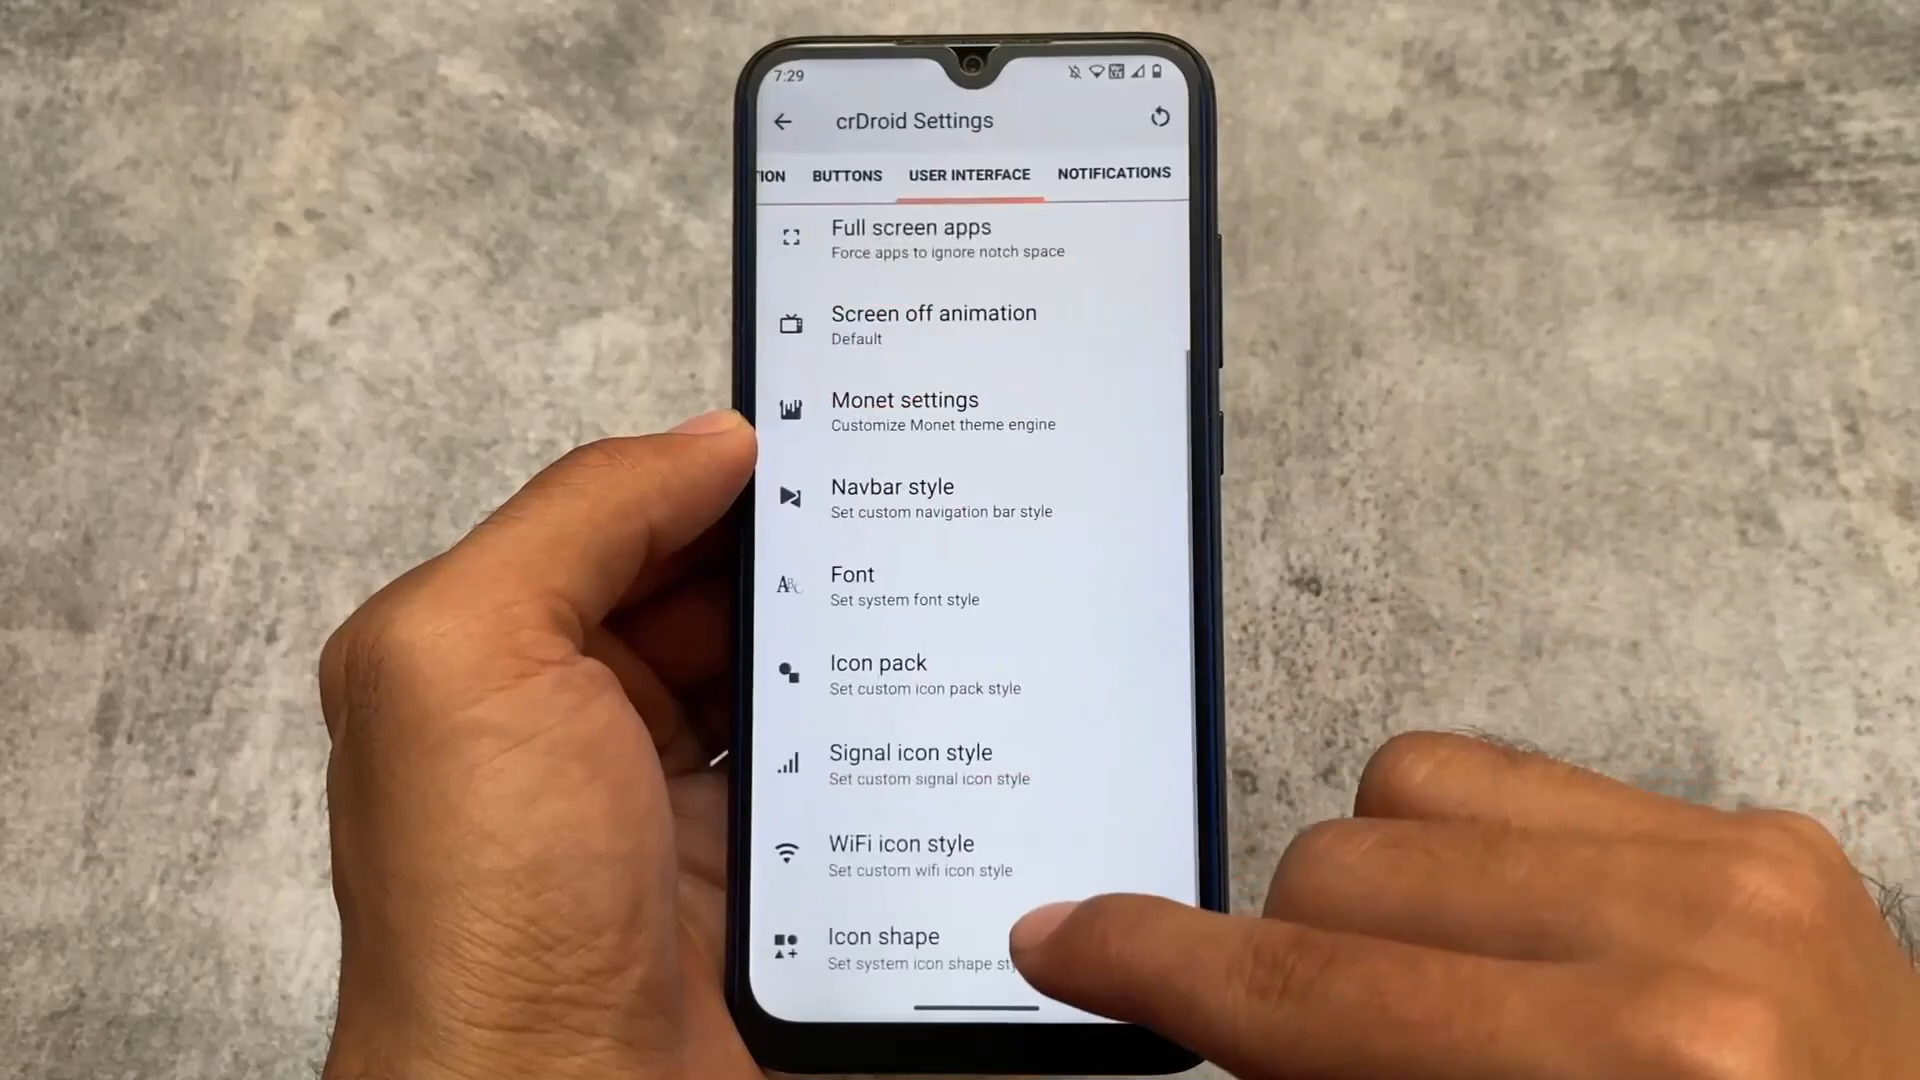 7:29
crDroid Settings
TION BUTTONS USER INTERFACE NOTIFICATIONS
Full screen apps
Force apps to ignore notch space
Screen off animation
Default
Monet settings
Customize Monet theme engine
Navbar style
Set custom navigation bar style
ABC
Font
Set system font style
Icon pack
Set custom icon pack style
Signal icon style
Set custom signal icon style
WiFi icon style
Set custom wifi icon style
Icon shape
Set system icon shape sty